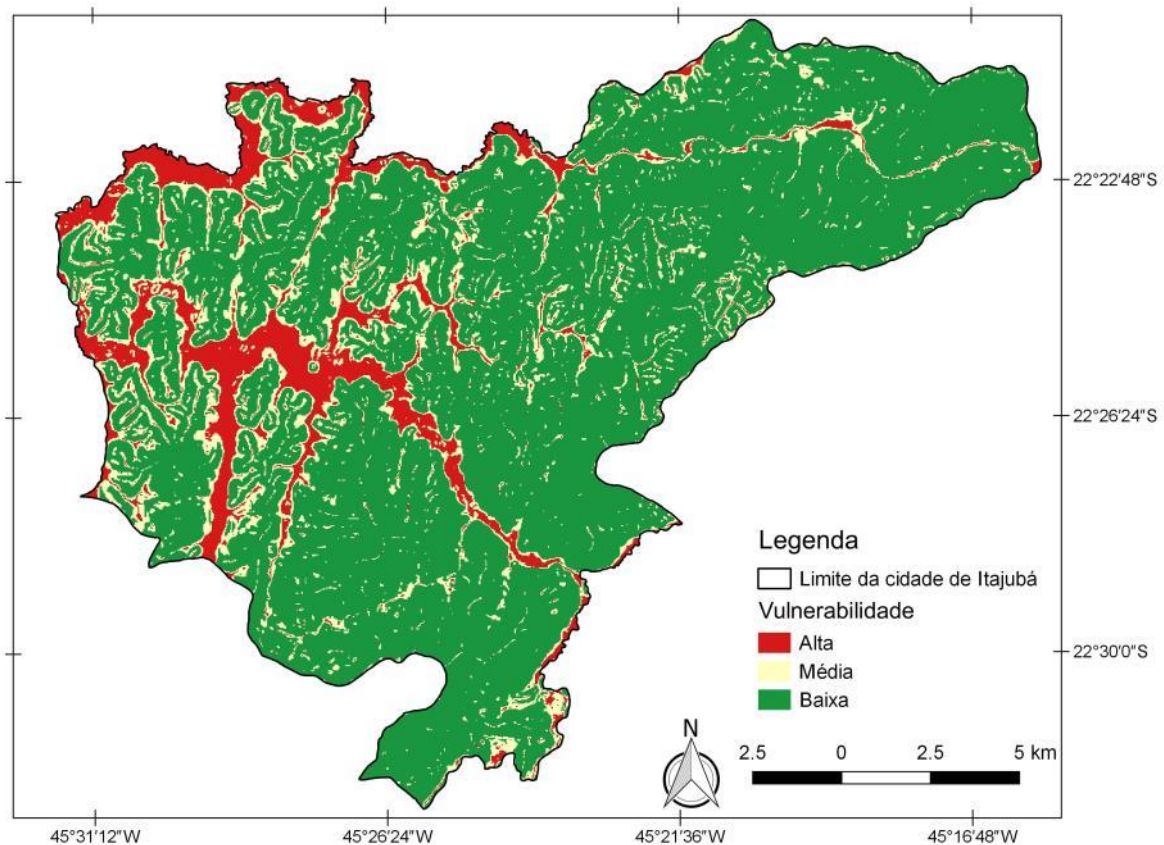 22°22'48"S
22°26'24"S
Legenda
Limite da cidade de Itajubá
Vulnerabilidade
Alta
Média
Baixa
22°30'0"S
N
2.5 0 2.5 5 km
45°31'12"W 45°26'24"W 45°21'36"W 45°16'48"W